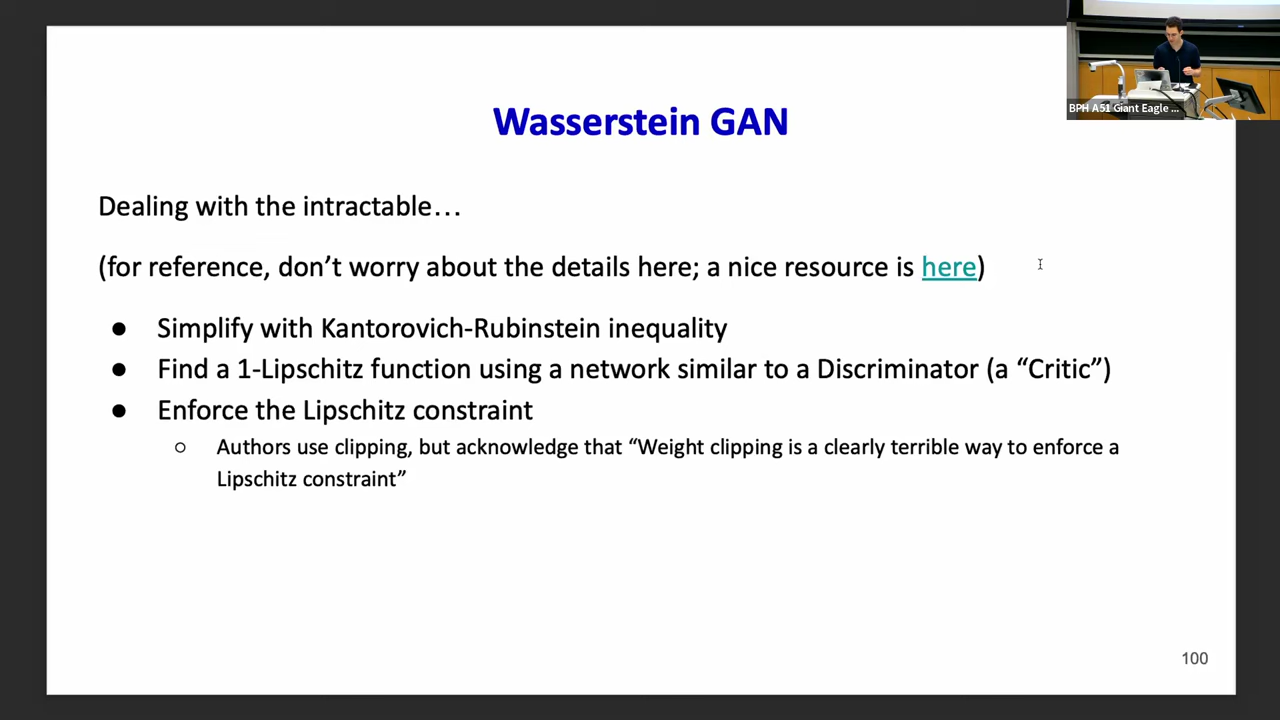 BPH A51 Giant Eagle ...
Wasserstein GAN
Dealing with the intractable…
(for reference, don’t worry about the details here; a nice resource is here)
● Simplify with Kantorovich-Rubinstein inequality
● Find a 1-Lipschitz function using a network similar to a Discriminator (a “Critic”)
● Enforce the Lipschitz constraint
○ Authors use clipping, but acknowledge that “Weight clipping is a clearly terrible way to enforce a
Lipschitz constraint”
100